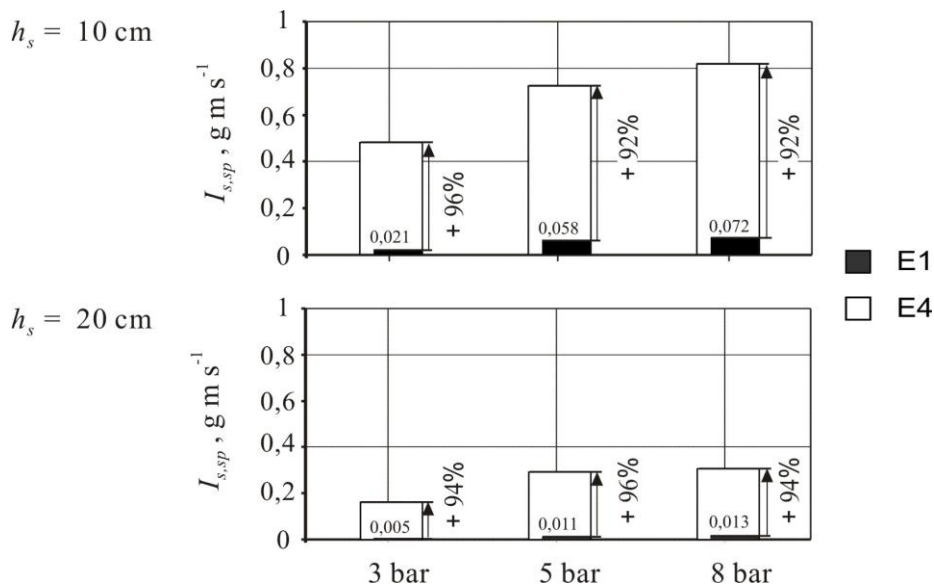 h_s = 10 cm
I_{s,sp} , g m s⁻¹
1
0,8
0,6
0,4
0,2
0
0,021
+ 96%
0,058
+ 92%
0,072
+ 92%
E1
E4
h_s = 20 cm
I_{s,sp} , g m s⁻¹
1
0,8
0,6
0,4
0,2
0
0,005
+ 94%
0,011
+ 96%
0,013
+ 94%
3 bar
5 bar
8 bar